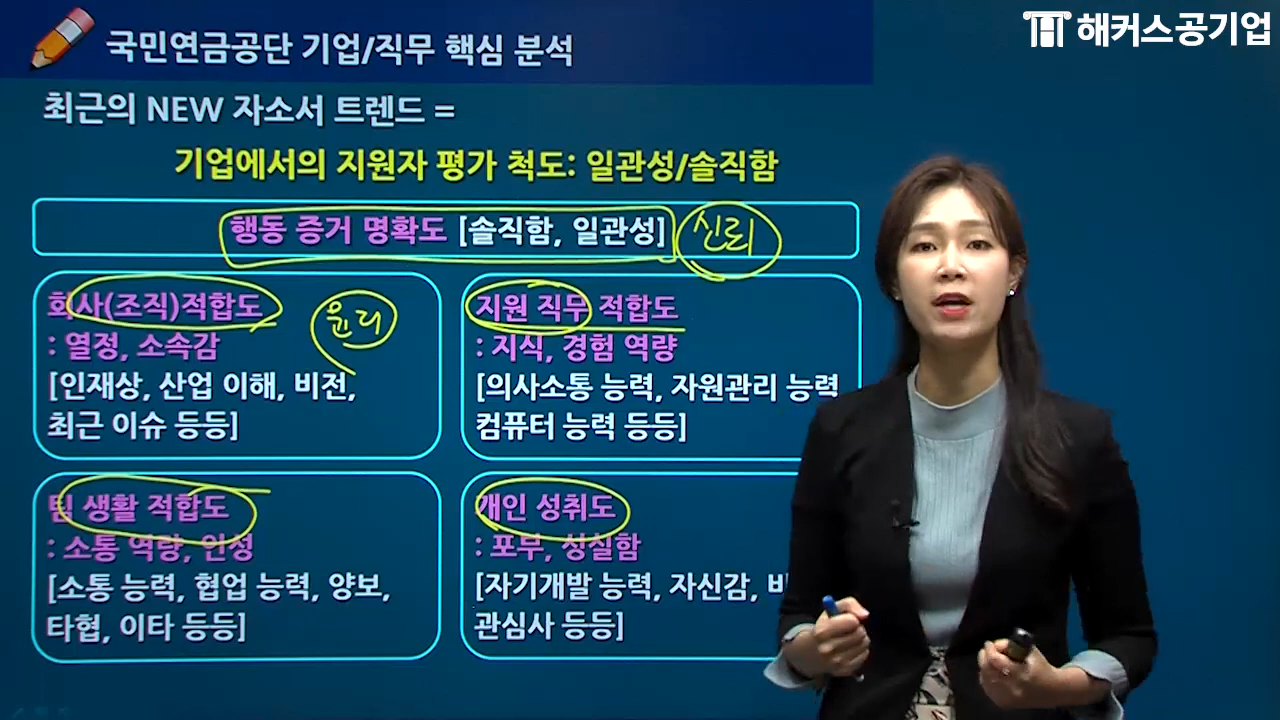 해커스공기업
국민연금공단 기업/직무 핵심 분석
최근의 NEW 자소서 트렌드 =
기업에서의 지원자 평가 척도: 일관성/솔직함
행동 증거 명확도 [솔직함, 일관성] 신뢰
회사(조직)적합도
: 열정, 소속감
[인재상, 산업 이해, 비전,
최근 이슈 등등]
윤리
지원 직무 적합도
: 지식, 경험 역량
[의사소통 능력, 자원관리 능력
컴퓨터 능력 등등]
팀 생활 적합도
: 소통 역량, 인성
[소통 능력, 협업 능력, 양보,
타협, 이타 등등]
개인 성취도
: 포부, 성실함
[자기개발 능력, 자신감,
관심사 등등]